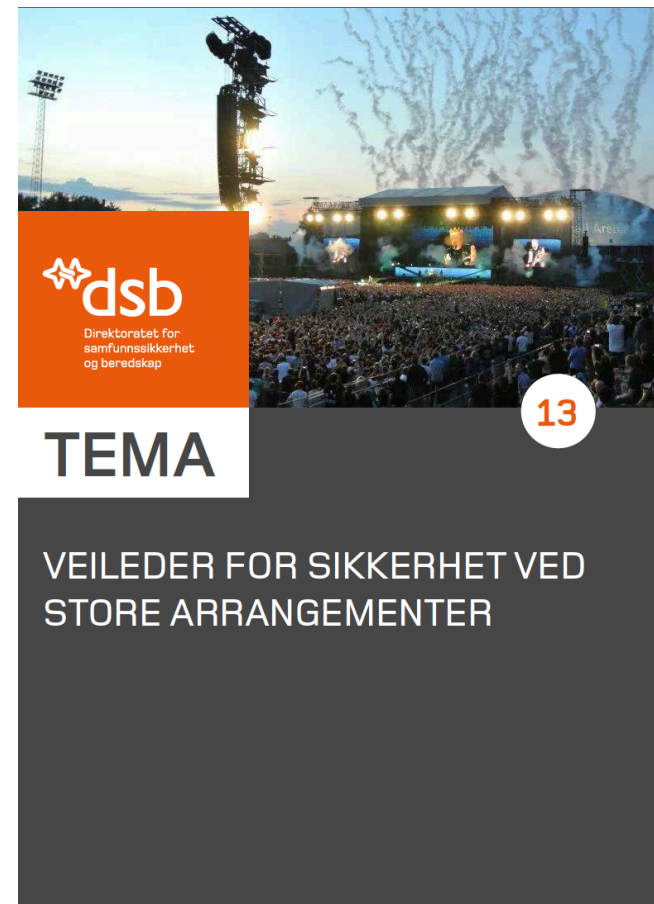 dsb
Direktoratet for
samfunnssikkerhet
og beredskap
13
TEMA
VEILEDER FOR SIKKERHET VED
STORE ARRANGEMENTER